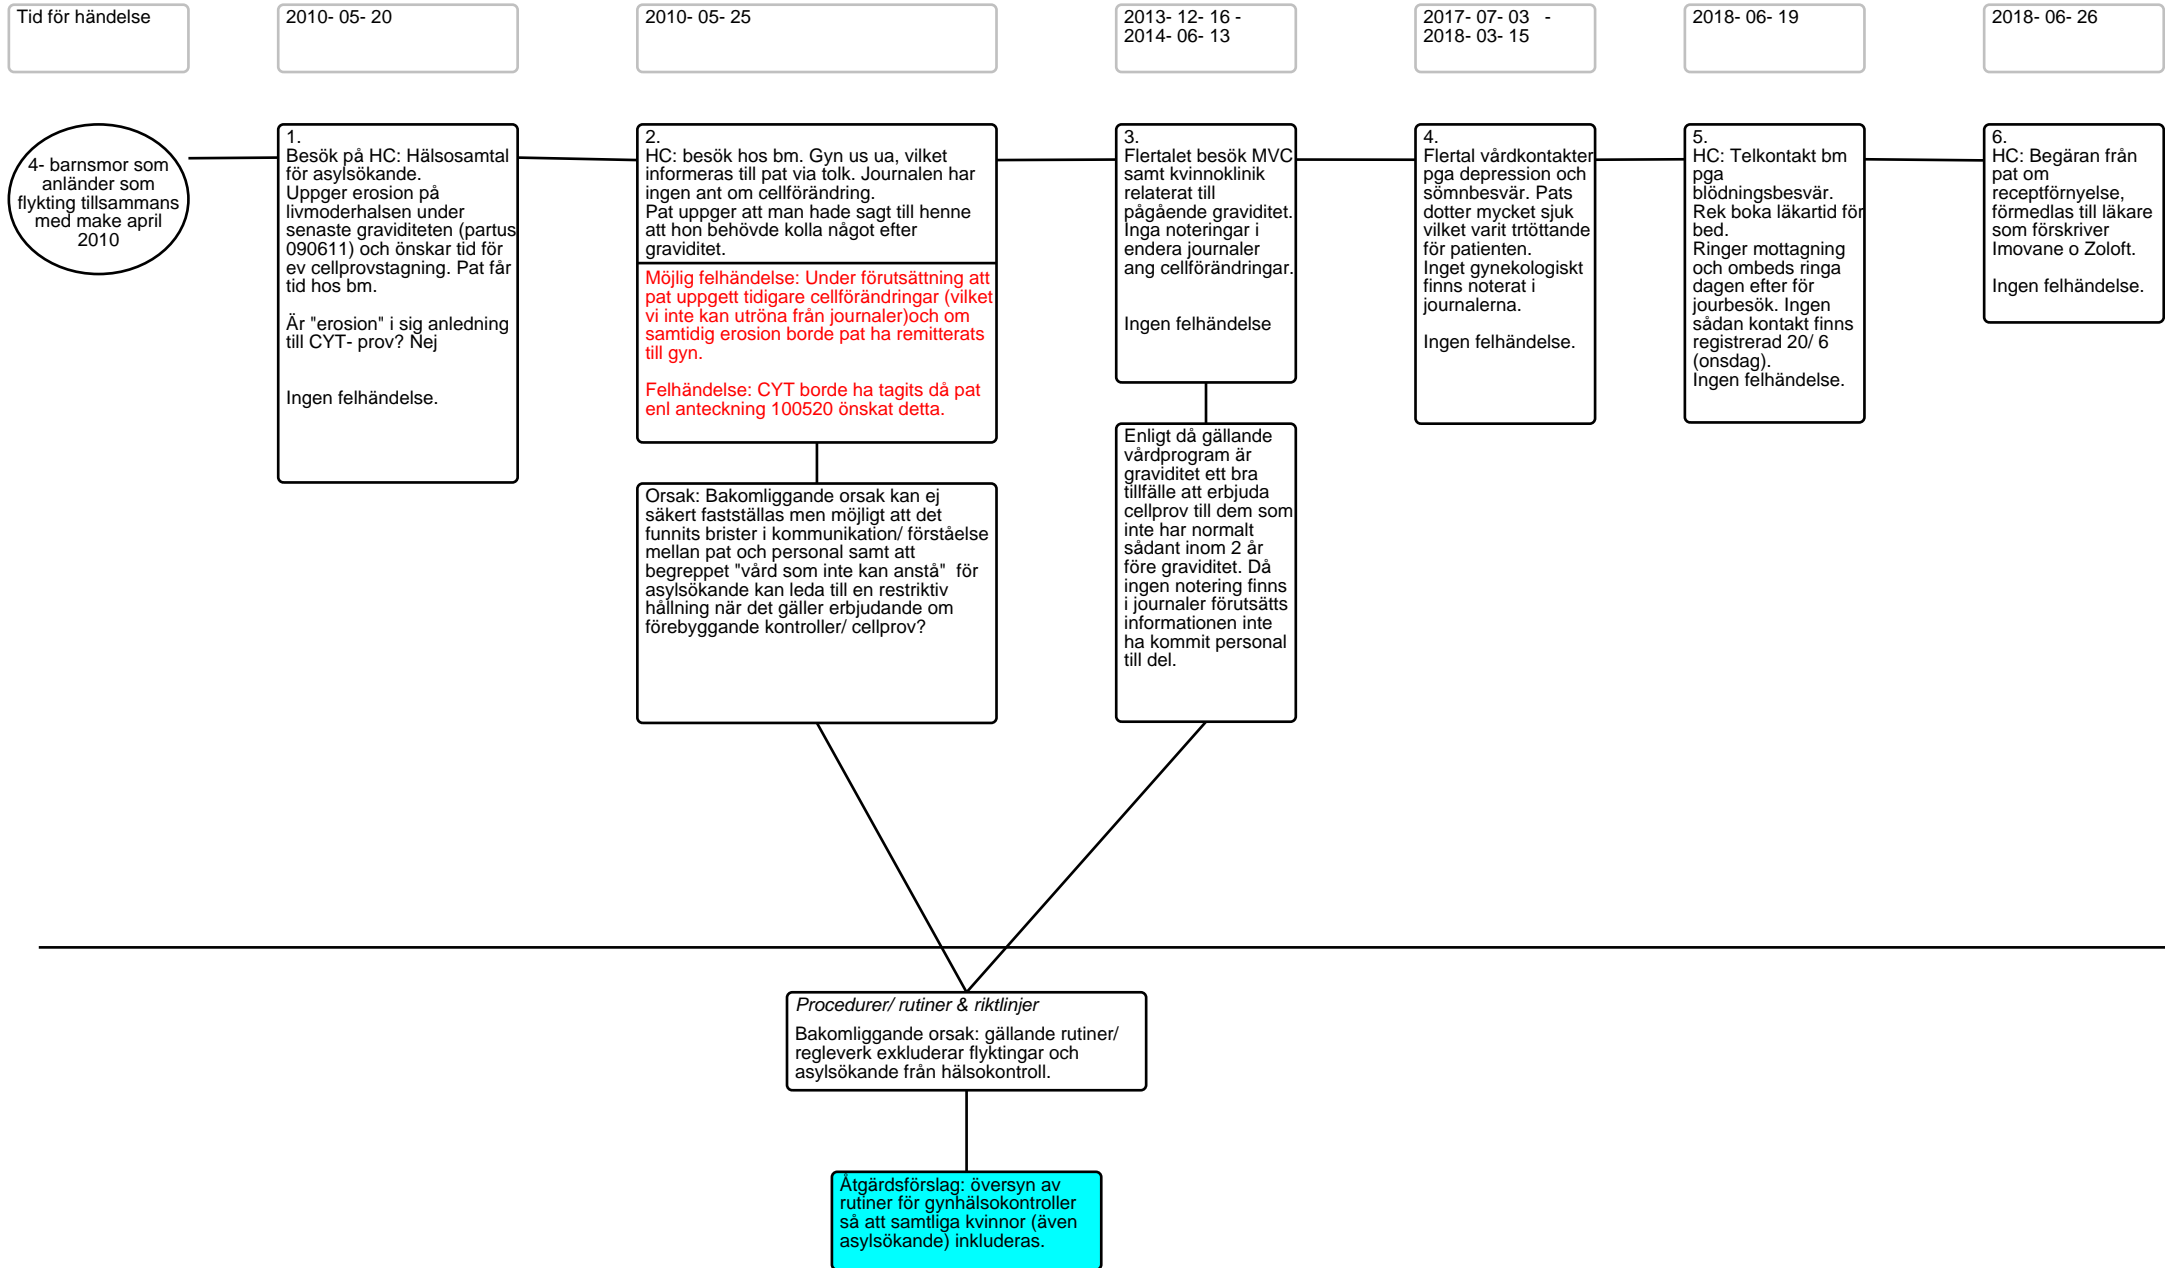 Tid för händelse
2010- 05- 20
2010- 05- 25
2013- 12- 16 -
2014- 06- 13
2017- 07- 03   -
2018- 03- 15
2018- 06- 19
2018- 06- 26
4- barnsmor som
anländer som
flykting tillsammans
med make april
2010
1.
Besök på HC: Hälsosamtal
för asylsökande.
Uppger erosion på
livmoderhalsen under
senaste graviditeten (partus
090611) och önskar tid för
ev cellprovstagning. Pat får
tid hos bm.
Är "erosion" i sig anledning
till CYT- prov? Nej
Ingen felhändelse.
2.
HC: besök hos bm. Gyn us ua, vilket
informeras till pat via tolk. Journalen har
ingen ant om cellförändring.
Pat uppger att man hade sagt till henne
att hon behövde kolla något efter
graviditet.
Möjlig felhändelse: Under förutsättning att
pat uppgett tidigare cellförändringar (vilket
vi inte kan utröna från journaler)och om
samtidig erosion borde pat ha remitterats
till gyn.
Felhändelse: CYT borde ha tagits då pat
enl anteckning 100520 önskat detta.
Orsak: Bakomliggande orsak kan ej
säkert fastställas men möjligt att det
funnits brister i kommunikation/ förståelse
mellan pat och personal samt att
begreppet "vård som inte kan anstå"  för
asylsökande kan leda till en restriktiv
hållning när det gäller erbjudande om
förebyggande kontroller/ cellprov?
3.
Flertalet besök MVC
samt kvinnoklinik
relaterat till
pågående graviditet.
Inga noteringar i
endera journaler
ang cellförändringar.
Ingen felhändelse
Enligt då gällande
vårdprogram är
graviditet ett bra
tillfälle att erbjuda
cellprov till dem som
inte har normalt
sådant inom 2 år
före graviditet. Då
ingen notering finns
i journaler förutsätts
informationen inte
ha kommit personal
till del.
4.
Flertal vårdkontakter
pga depression och
sömnbesvär. Pats
dotter mycket sjuk
vilket varit trtöttande
för patienten.
Inget gynekologiskt
finns noterat i
journalerna.
Ingen felhändelse.
5.
HC: Telkontakt bm
pga
blödningsbesvär.
Rek boka läkartid för
bed.
Ringer mottagning
och ombeds ringa
dagen efter för
jourbesök. Ingen
sådan kontakt finns
registrerad 20/ 6
(onsdag).
Ingen felhändelse.
6.
HC: Begäran från
pat om
receptförnyelse,
förmedlas till läkare
som förskriver
Imovane o Zoloft.
Ingen felhändelse.
Procedurer/ rutiner & riktlinjer
Bakomliggande orsak: gällande rutiner/
regleverk exkluderar flyktingar och
asylsökande från hälsokontroll.
Åtgärdsförslag: översyn av
rutiner för gynhälsokontroller
så att samtliga kvinnor (även
asylsökande) inkluderas.